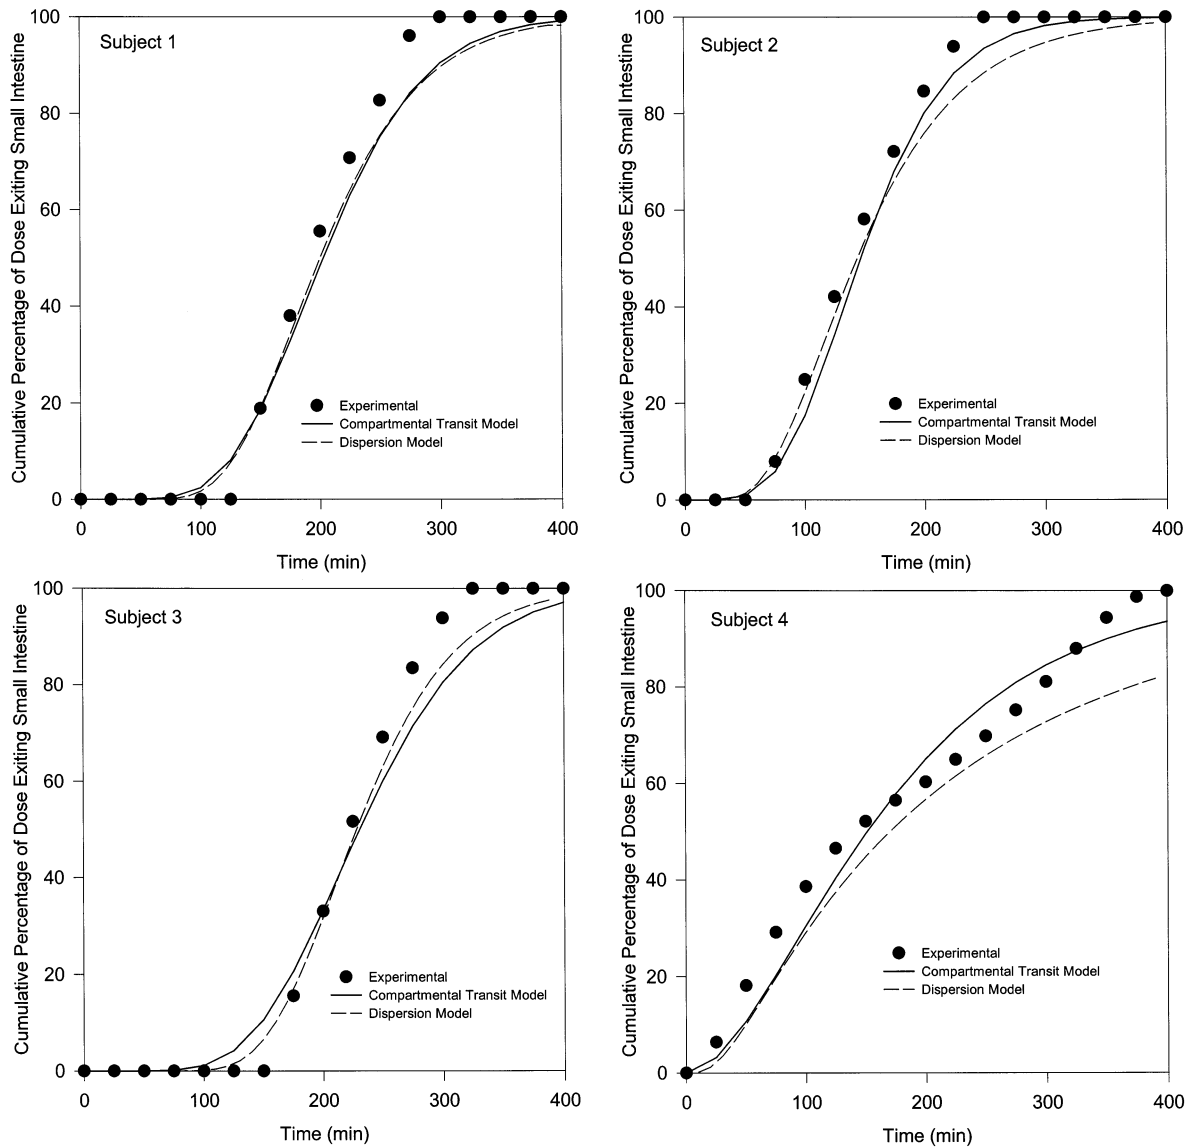 Subject 1
Cumulative Percentage of Dose Exiting Small Intestine
100
80
60
40
20
0
Experimental
Compartmental Transit Model
Dispersion Model
0 100 200 300 400
Time (min)
Subject 2
Cumulative Percentage of Dose Exiting Small Intestine
100
80
60
40
20
0
Experimental
Compartmental Transit Model
Dispersion Model
0 100 200 300 400
Time (min)
Subject 3
Cumulative Percentage of Dose Exiting Small Intestine
100
80
60
40
20
0
Experimental
Compartmental Transit Model
Dispersion Model
0 100 200 300 400
Time (min)
Subject 4
Cumulative Percentage of Dose Exiting Small Intestine
100
80
60
40
20
0
Experimental
Compartmental Transit Model
Dispersion Model
0 100 200 300 400
Time (min)